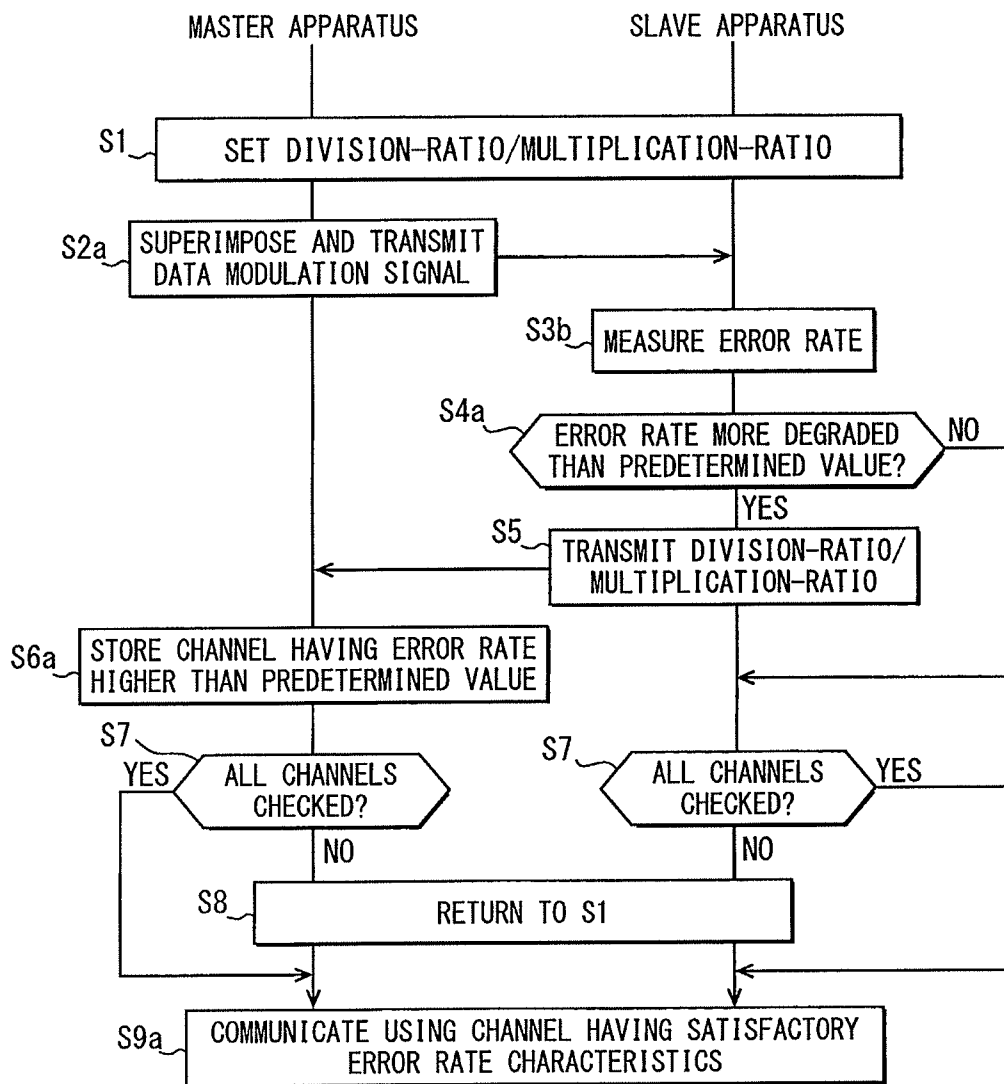 MASTER APPARATUS
SLAVE APPARATUS
S1
SET DIVISION-RATIO/MULTIPLICATION-RATIO
S2a
SUPERIMPOSE AND TRANSMIT
DATA MODULATION SIGNAL
S3b
MEASURE ERROR RATE
S4a
ERROR RATE MORE DEGRADED
THAN PREDETERMINED VALUE?
NO
YES
S5
TRANSMIT DIVISION-RATIO/
MULTIPLICATION-RATIO
S6a
STORE CHANNEL HAVING ERROR RATE
HIGHER THAN PREDETERMINED VALUE
S7
YES
ALL CHANNELS
CHECKED?
NO
S7
ALL CHANNELS
CHECKED?
YES
NO
S8
RETURN TO S1
S9a
COMMUNICATE USING CHANNEL HAVING SATISFACTORY
ERROR RATE CHARACTERISTICS